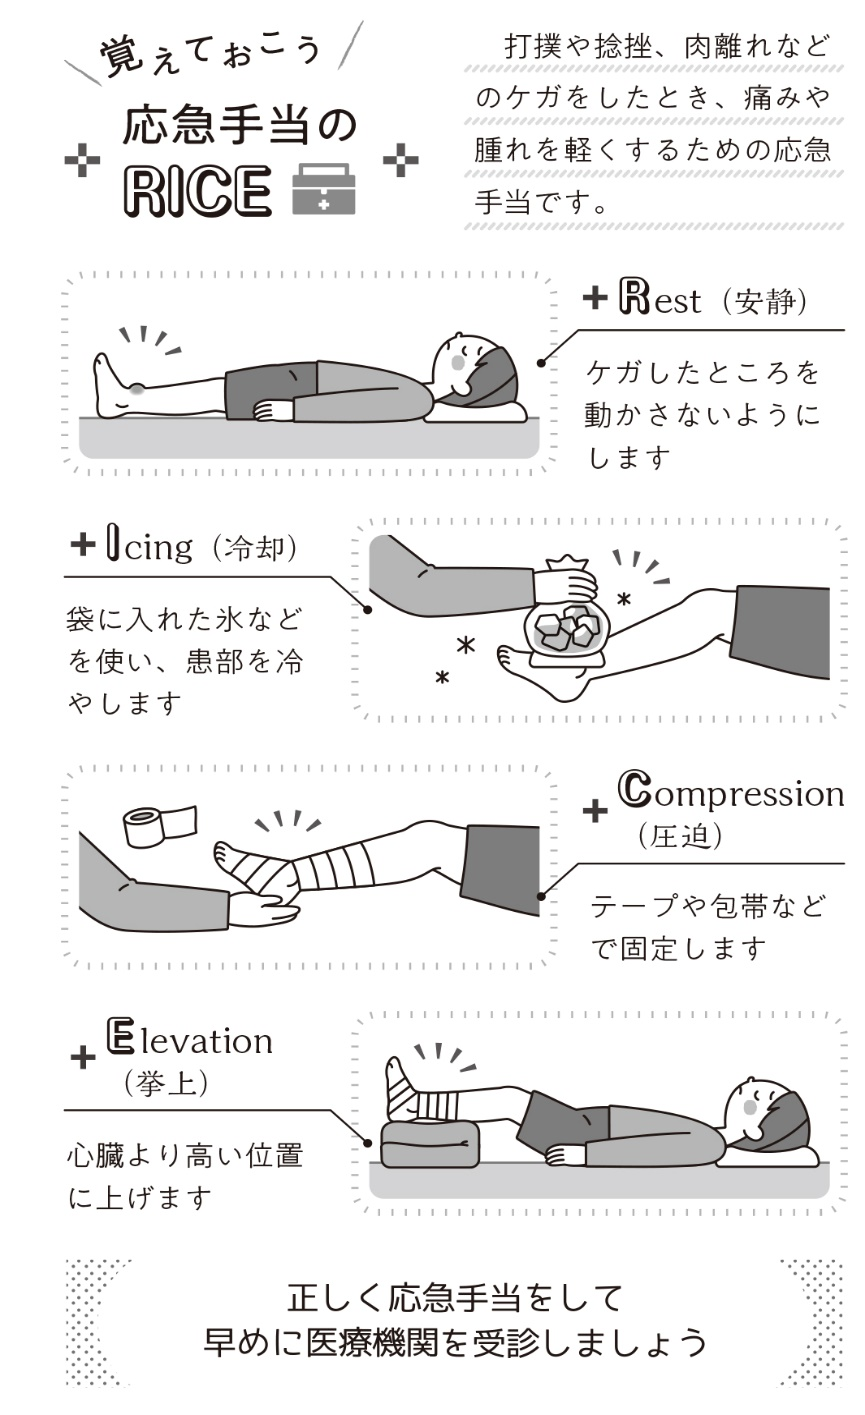 覚えておこう
応急手当の
RICE
打撲や捻挫、肉離れなど
のケガをしたとき、痛みや
腫れを軽くするための応急
手当です。
+Rest（安静）
ケガしたところを
動かさないように
します
+Icing（冷却）
袋に入れた氷など
を使い、患部を冷
やします
+Compression
（圧迫）
テープや包帯など
で固定します
+Elevation
（挙上）
心臓より高い位置
に上げます
正しく応急手当をして
早めに医療機関を受診しましょう